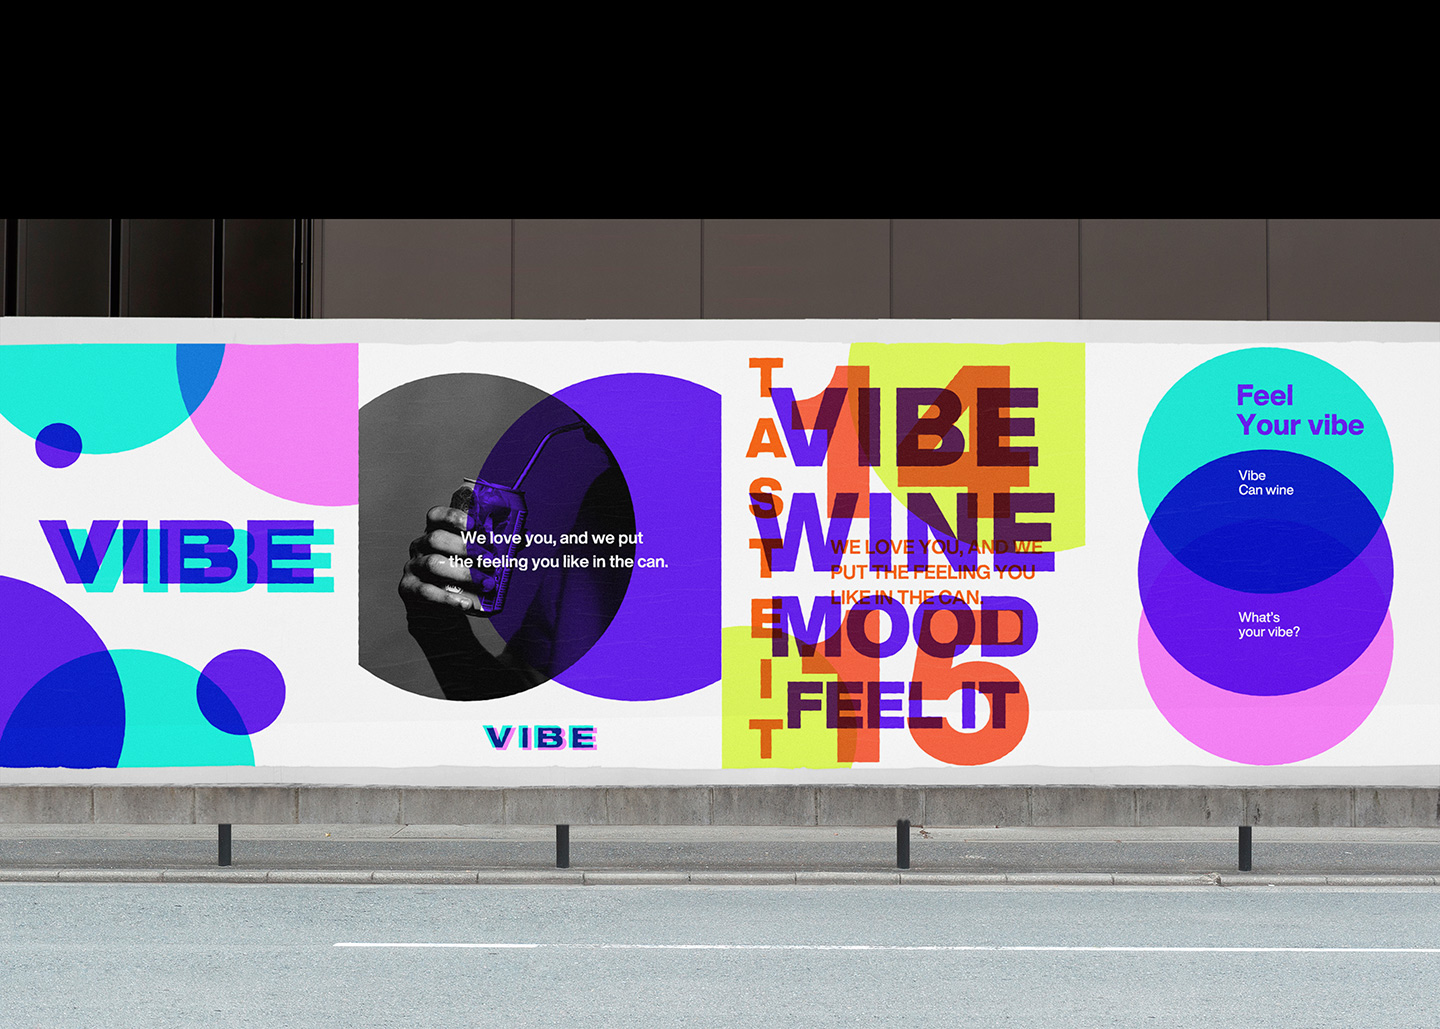 VIBE
We love you, and we put
- the feeling you like in the can.
VIBE
TASTE IT
14
VIBE
WINE
WE LOVE YOU, AND WE
PUT THE FEELING YOU
LIKE IN THE CAN.
MOOD
15
FEEL IT
Feel
Your vibe
Vibe
Can wine
What's
your vibe?